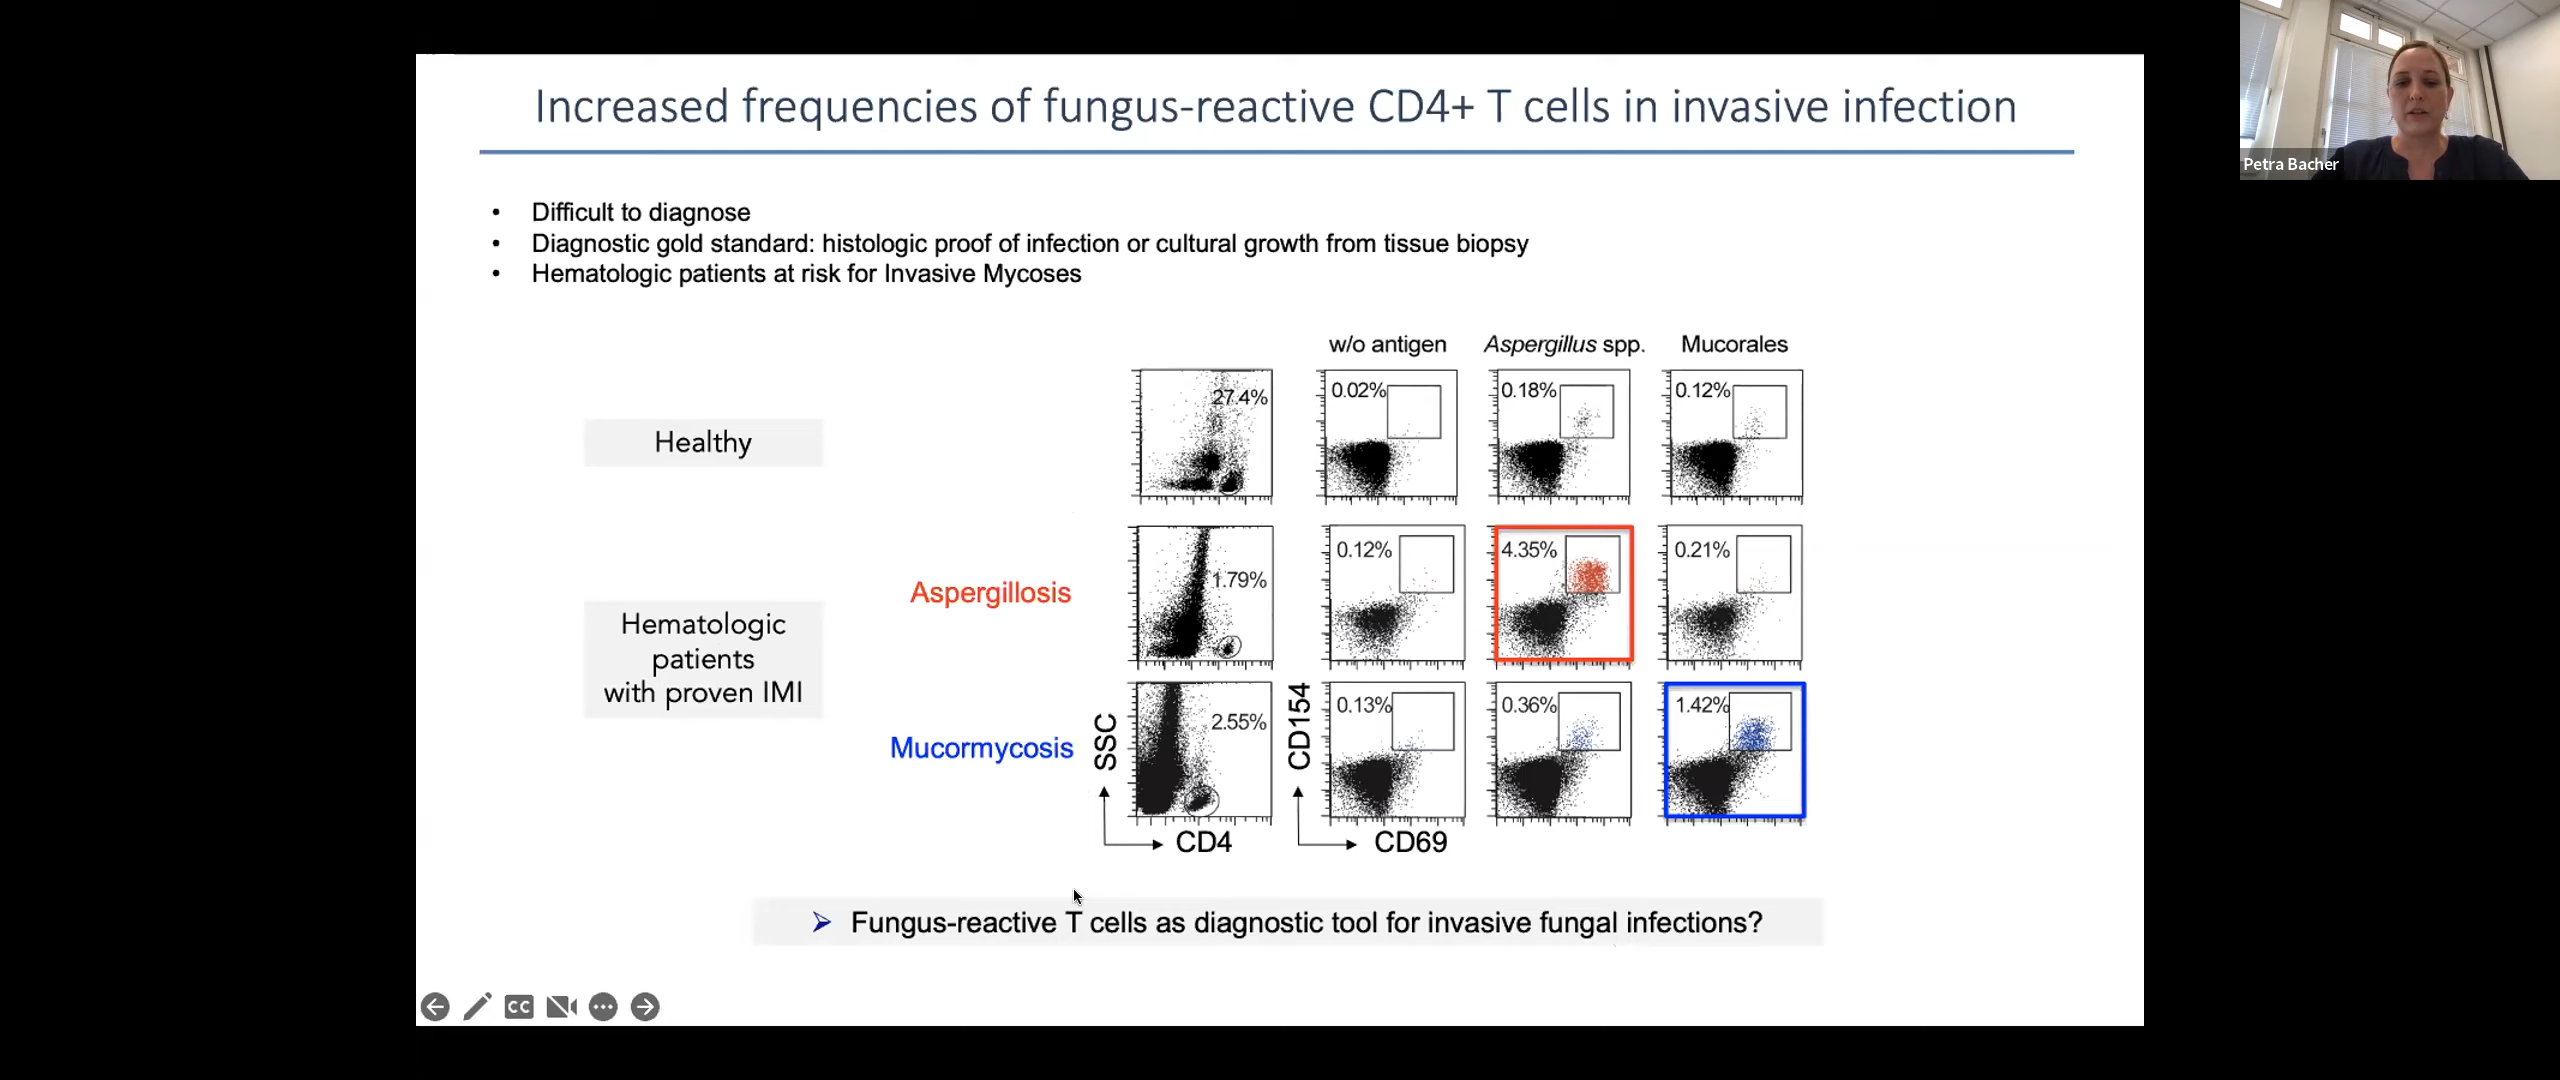 Increased frequencies of fungus-reactive CD4+ T cells in invasive infection
Petra Bacher
• Difficult to diagnose
• Diagnostic gold standard: histologic proof of infection or cultural growth from tissue biopsy
• Hematologic patients at risk for Invasive Mycoses
w/o antigen Aspergillus spp. Mucorales
Healthy
27.4% 0.02% 0.18% 0.12%
Hematologic
patients
with proven IMI
Aspergillosis
1.79% 0.12% 4.35% 0.21%
Mucormycosis
2.55% 0.13% 0.36% 1.42%
SSC
CD4
CD154
CD69
➢ Fungus-reactive T cells as diagnostic tool for invasive fungal infections?
CC